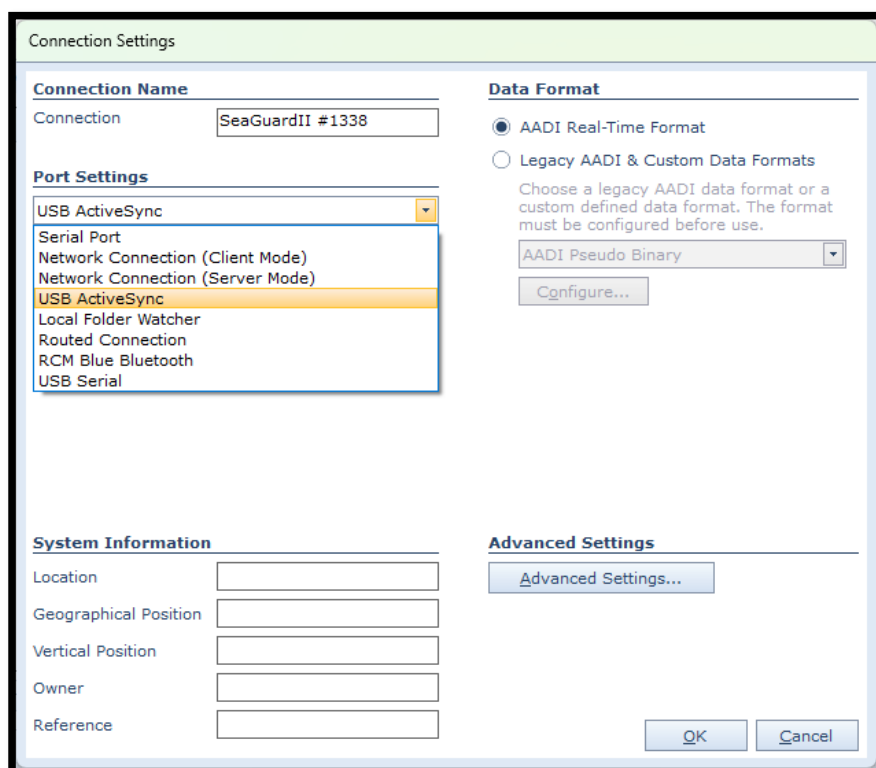 Connection Settings
Connection Name
Connection
SeaGuardII #1338
Port Settings
USB ActiveSync
Serial Port
Network Connection (Client Mode)
Network Connection (Server Mode)
USB ActiveSync
Local Folder Watcher
Routed Connection
RCM Blue Bluetooth
USB Serial
Data Format
AADI Real-Time Format
Legacy AADI & Custom Data Formats
Choose a legacy AADI data format or a
custom defined data format. The format
must be configured before use.
AADI Pseudo Binary
Configure...
System Information
Location
Geographical Position
Vertical Position
Owner
Reference
Advanced Settings
Advanced Settings...
OK
Cancel